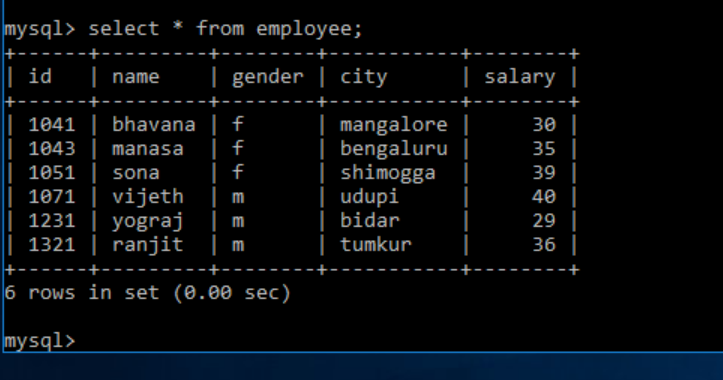 mysql> select * from employee;
+------+---------+--------+-----------+--------+
| id   | name    | gender | city      | salary |
+------+---------+--------+-----------+--------+
| 1041 | bhavana | f      | mangalore |     30 |
| 1043 | manasa  | f      | bengaluru |     35 |
| 1051 | sona    | f      | shimogga  |     39 |
| 1071 | vijeth  | m      | udupi     |     40 |
| 1231 | yograj  | m      | bidar     |     29 |
| 1321 | ranjit  | m      | tumkur    |     36 |
+------+---------+--------+-----------+--------+
6 rows in set (0.00 sec)
mysql>